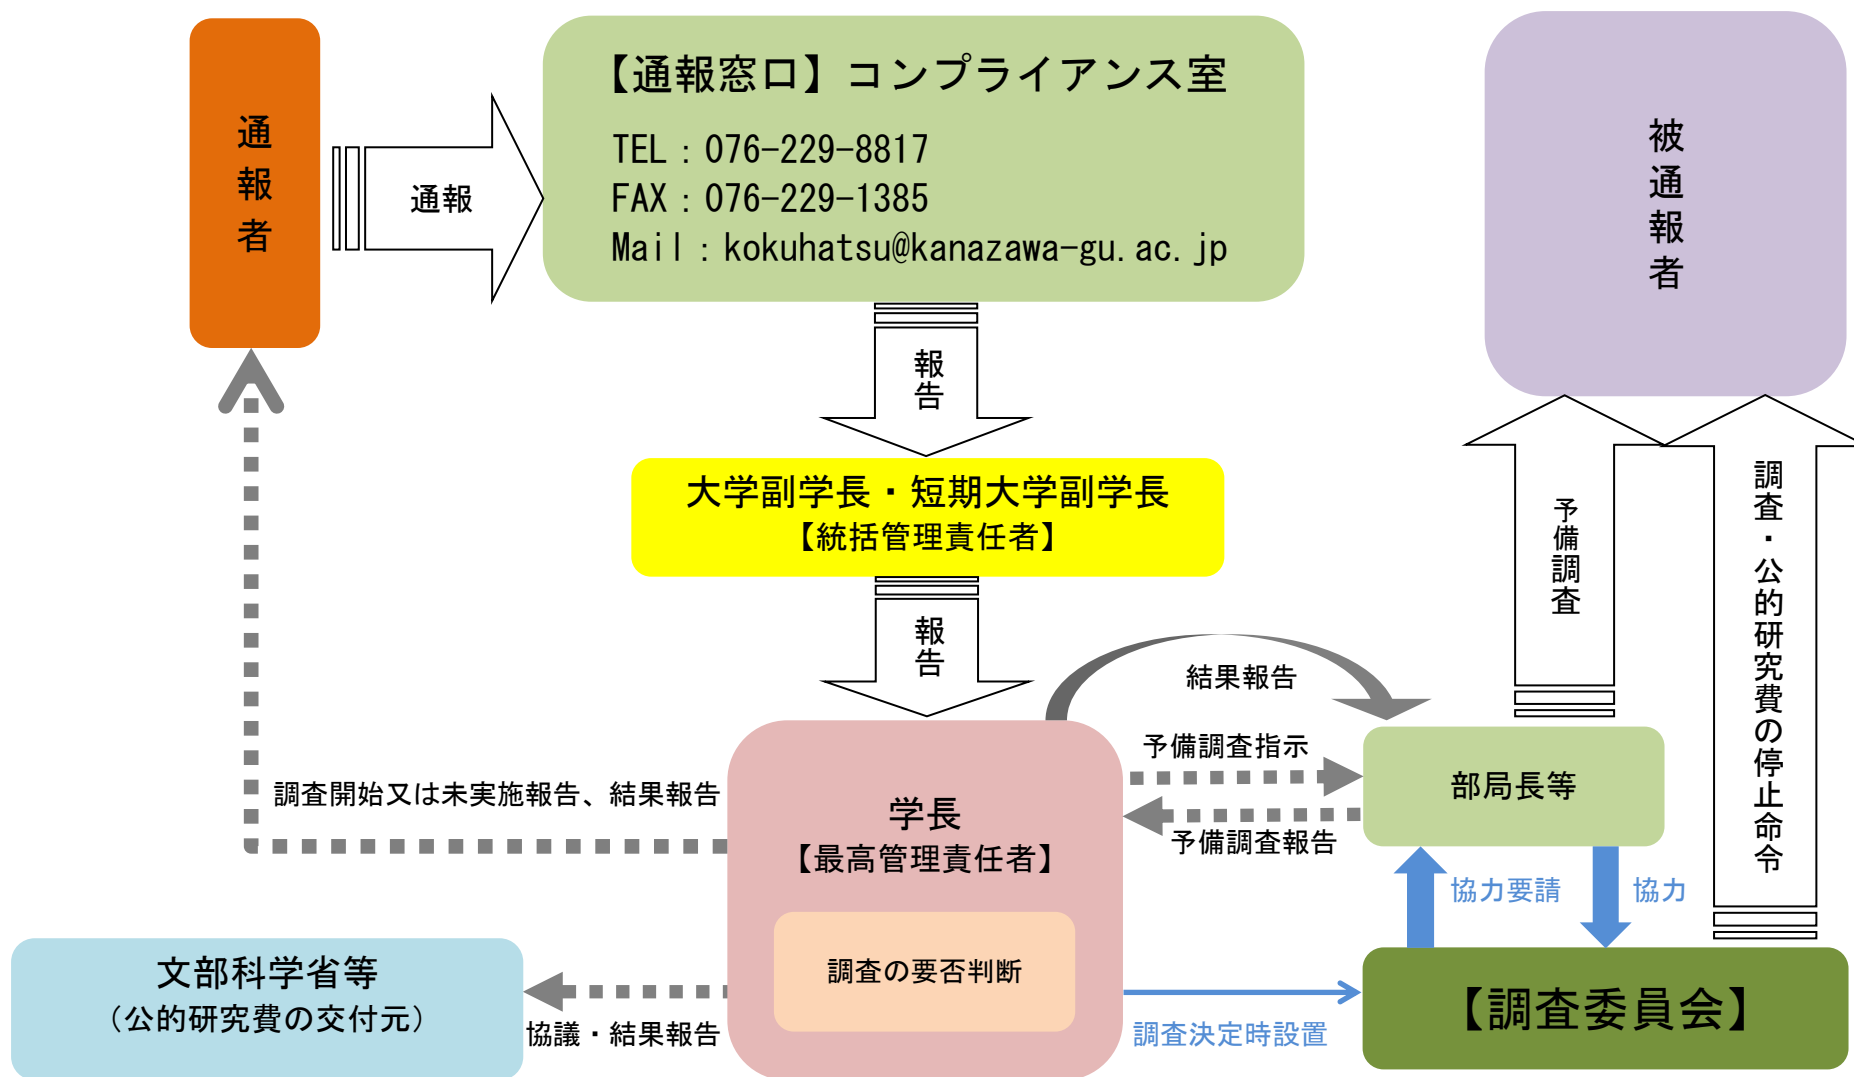 通報者
通報
【通報窓口】コンプライアンス室
TEL：076-229-8817
FAX：076-229-1385
Mail：kokuhatsu@kanazawa-gu.ac.jp
被通報者
報告
大学副学長・短期大学副学長
【統括管理責任者】
報告
予備調査
調査・公的研究費の停止命令
結果報告
予備調査指示
部局長等
予備調査報告
調査開始又は未実施報告、結果報告
学長
【最高管理責任者】
調査の要否判断
協力要請
協力
文部科学省等
（公的研究費の交付元）
協議・結果報告
調査決定時設置
【調査委員会】